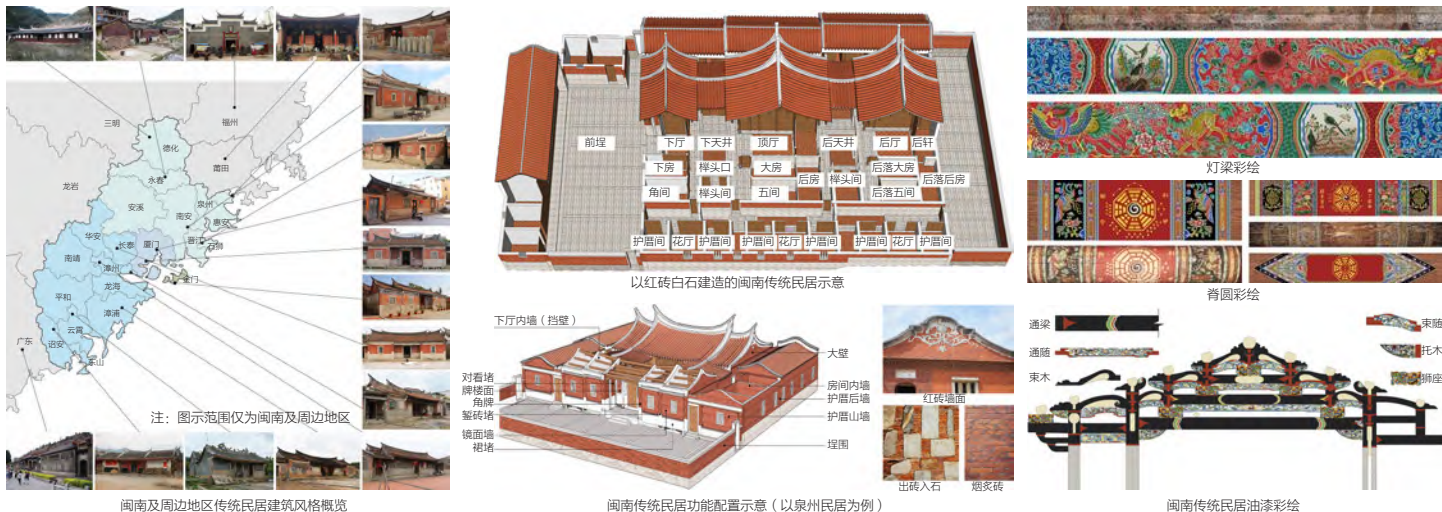 三明
福州
德化
莆田
永春
龙岩
安溪
泉州
南安
惠安
华安
晋江
石狮
长泰
厦门
南靖
漳州
金门
龙海
平和
漳浦
云霄
广东
诏安
东山
注：图示范围仅为闽南及周边地区
闽南及周边地区传统民居建筑风格概览
前埕
下厅
下天井
顶厅
后天井
后厅
后轩
下房
榉头口
大房
后落大房
角间
榉头间
五间
后房
榉头间
后落五间
后落后房
护厝间
花厅
护厝间
护厝间
花厅
护厝间
护厝间
花厅
护厝间
以红砖白石建造的闽南传统民居示意
下厅内墙（挡壁）
对看堵
牌楼面
角牌
錾砖堵
镜面墙
裙堵
大壁
房间内墙
护厝后墙
护厝山墙
埕围
红砖墙面
出砖入石
烟炙砖
闽南传统民居功能配置示意（以泉州民居为例）
灯梁彩绘
脊圆彩绘
通梁
通随
束木
束随
托木
狮座
闽南传统民居油漆彩绘